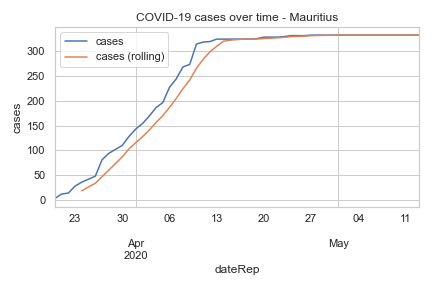 COVID-19 cases over time - Mauritius
cases
cases (rolling)
cases
300
250
200
150
100
50
0
23 30 06 13 20 27 04 11
Apr May
2020
dateRep